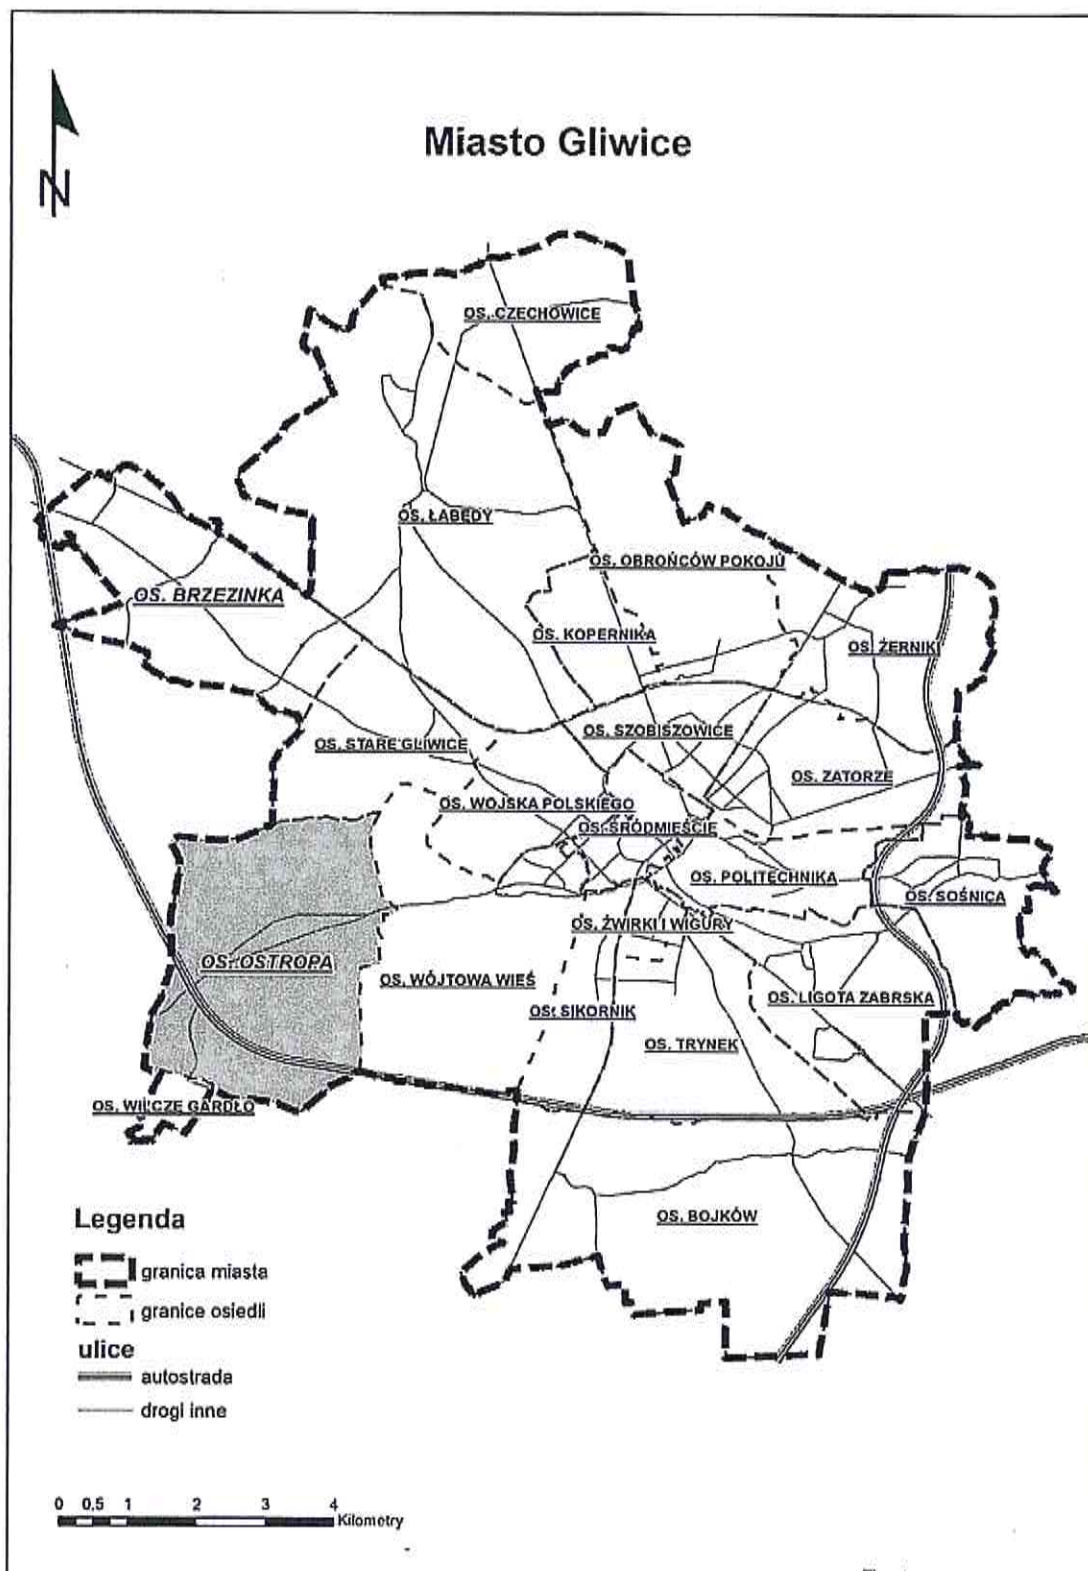 Miasto Gliwice
N
OS. CZECHOWICE
OS. ŁABĘDY
OS. OBROŃCÓW POKOJU
OS. BRZEZINKA
OS. KOPERNIKA
OS. ŻERNIKI
OS. SZOBISZOWICE
OS. STARE GLIWICE
OS. ZATORZE
OS. WOJSKA POLSKIEGO
OS. ŚRÓDMIEŚCIE
OS. POLITECHNIKA
OS. SOŚNICA
OS. ŻWIRKI I WIGURY
OS. OSTROPA
OS. WÓJTOWA WIEŚ
OS. LIGOTA ZABRSKA
OS. SIKORNIK
OS. TRYNEK
OS. WILCZE GARDŁO
OS. BOJKÓW
Legenda
granica miasta
granice osiedli
ulice
autostrada
drogi inne
0 0,5 1 2 3 4
Kilometry